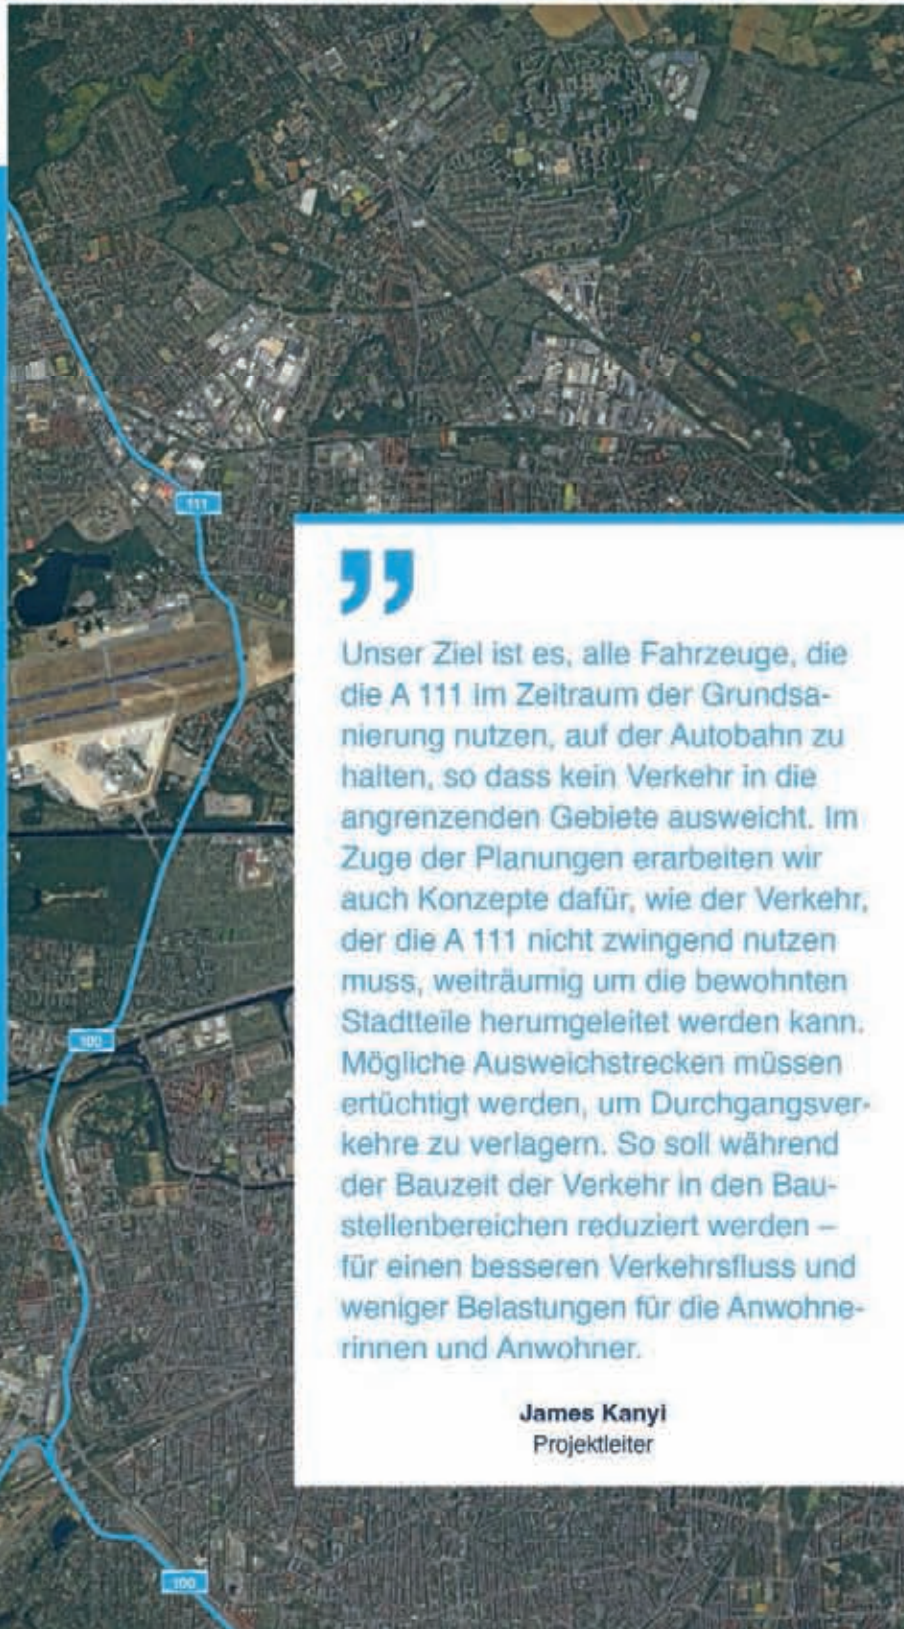 111
”
Unser Ziel ist es, alle Fahrzeuge, die
die A 111 im Zeitraum der Grundsa-
nierung nutzen, auf der Autobahn zu
halten, so dass kein Verkehr in die
angrenzenden Gebiete ausweicht. Im
Zuge der Planungen erarbeiten wir
auch Konzepte dafür, wie der Verkehr,
der die A 111 nicht zwingend nutzen
muss, weiträumig um die bewohnten
Stadtteile herumgeleitet werden kann.
Mögliche Ausweichstrecken müssen
ertüchtigt werden, um Durchgangsver-
kehre zu verlagern. So soll während
der Bauzeit der Verkehr in den Bau-
stellenbereichen reduziert werden –
für einen besseren Verkehrsfluss und
weniger Belastungen für die Anwohne-
rinnen und Anwohner.
James Kanyi
Projektleiter
100
100